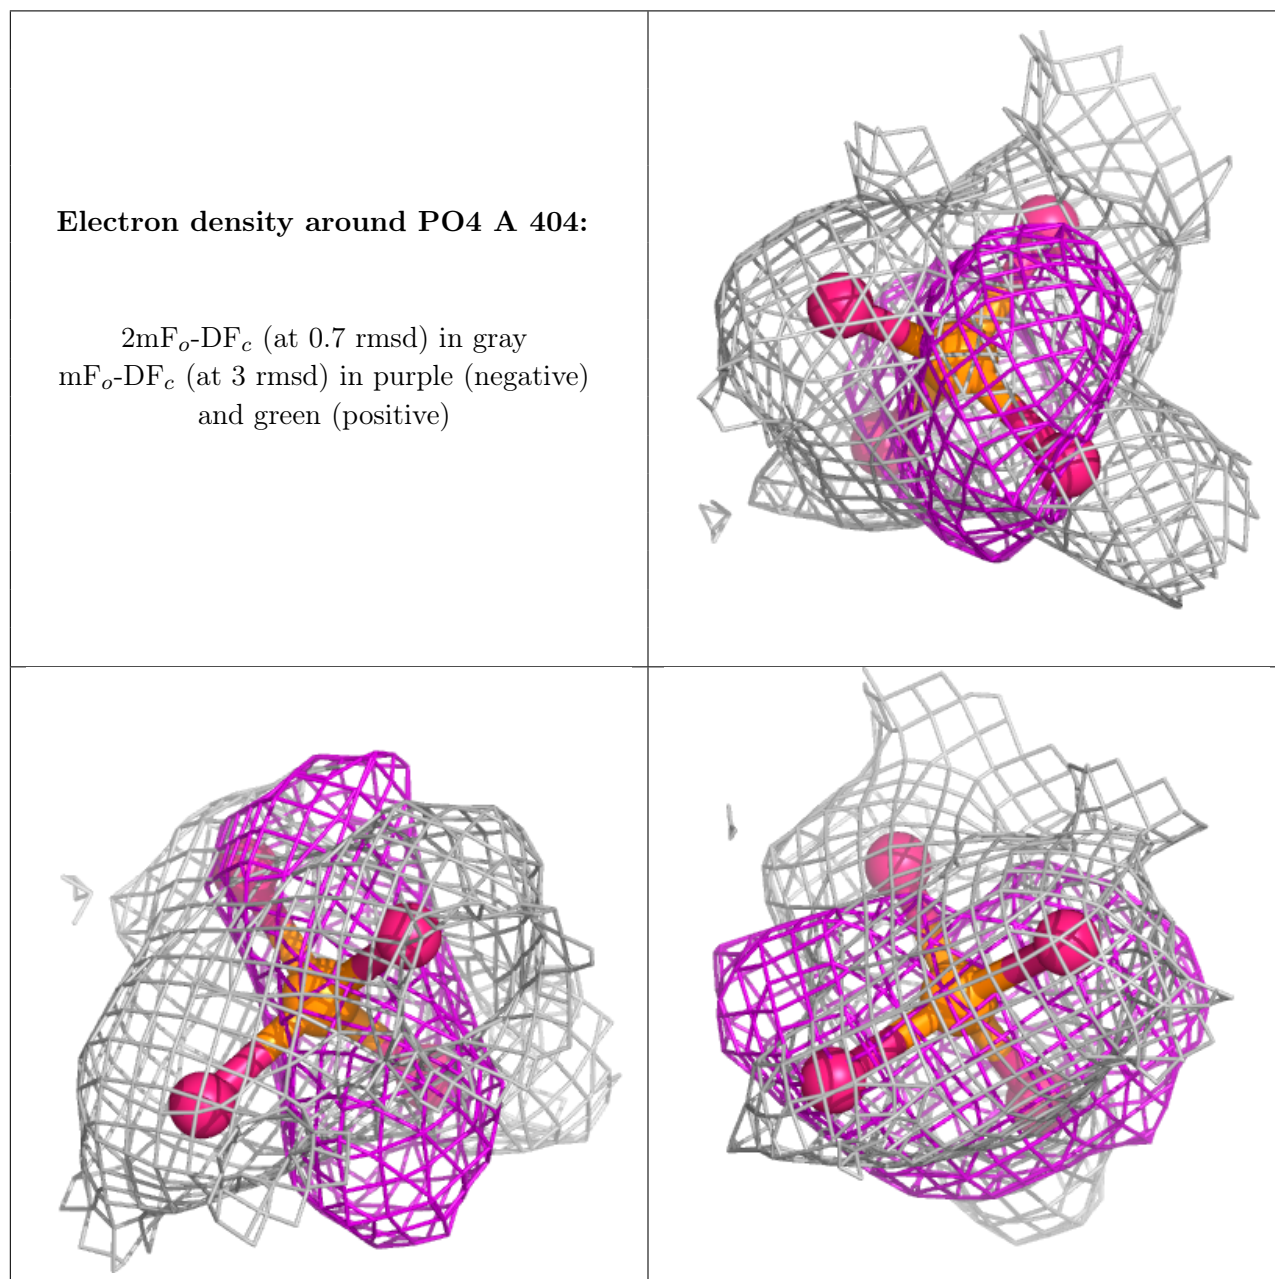 Electron density around PO4 A 404:
2mFo-DFc (at 0.7 rmsd) in gray
mFo-DFc (at 3 rmsd) in purple (negative)
and green (positive)